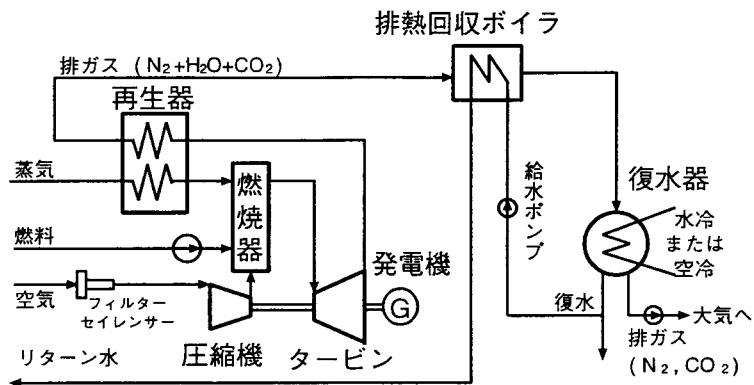 排熱回収ボイラ
排ガス (N2+H2O+CO2)
再生器
蒸気
燃焼器
給水ポンプ
復水器
水冷
または
空冷
燃料
発電機
G
空気
フィルター
セイレンサー
復水
大気へ
排ガス
(N2,CO2)
リターン水
圧縮機
タービン